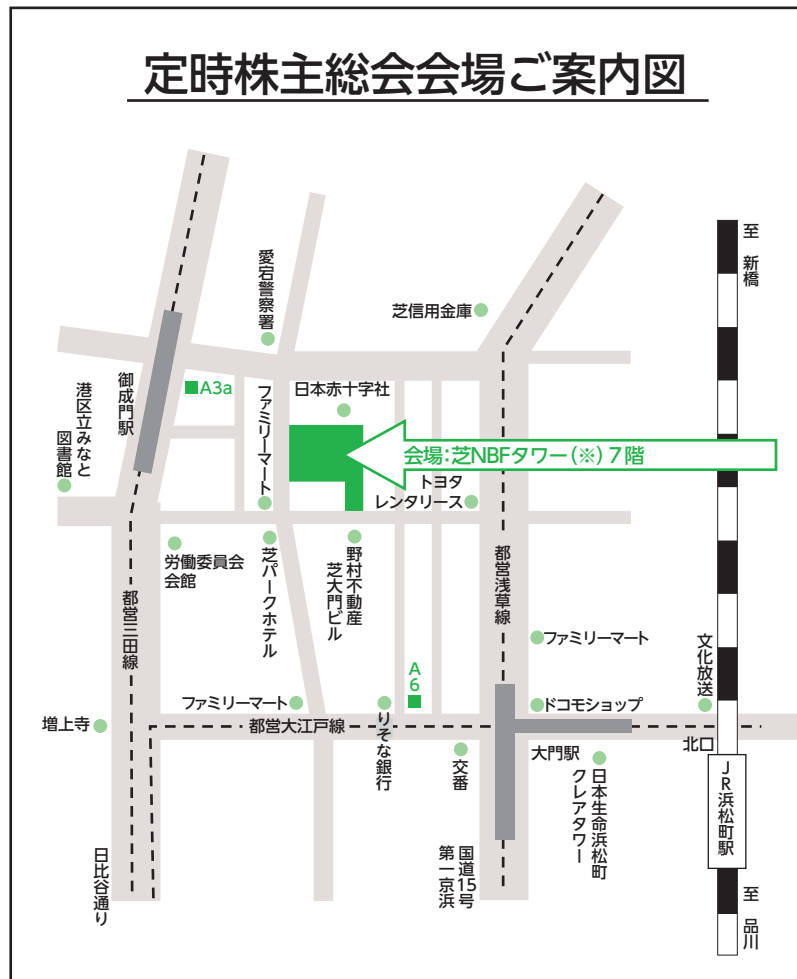 定時株主総会会場ご案内図
至 新橋
愛宕警察署
芝信用金庫
御成門駅
A3a
日本赤十字社
港区立みなと
図書館
ファミリーマート
会場:芝NBFタワー(※)7階
トヨタ
レンタリース
労働委員会
会館
芝パークホテル
野村不動産
芝大門ビル
都営浅草線
都営三田線
ファミリーマート
文化放送
A6
ファミリーマート
ドコモショップ
増上寺
都営大江戸線
りそな銀行
交番
大門駅
北口
日本生命浜松町
クレアタワー
JR浜松町駅
日比谷通り
国道15号
第一京浜
至 品川